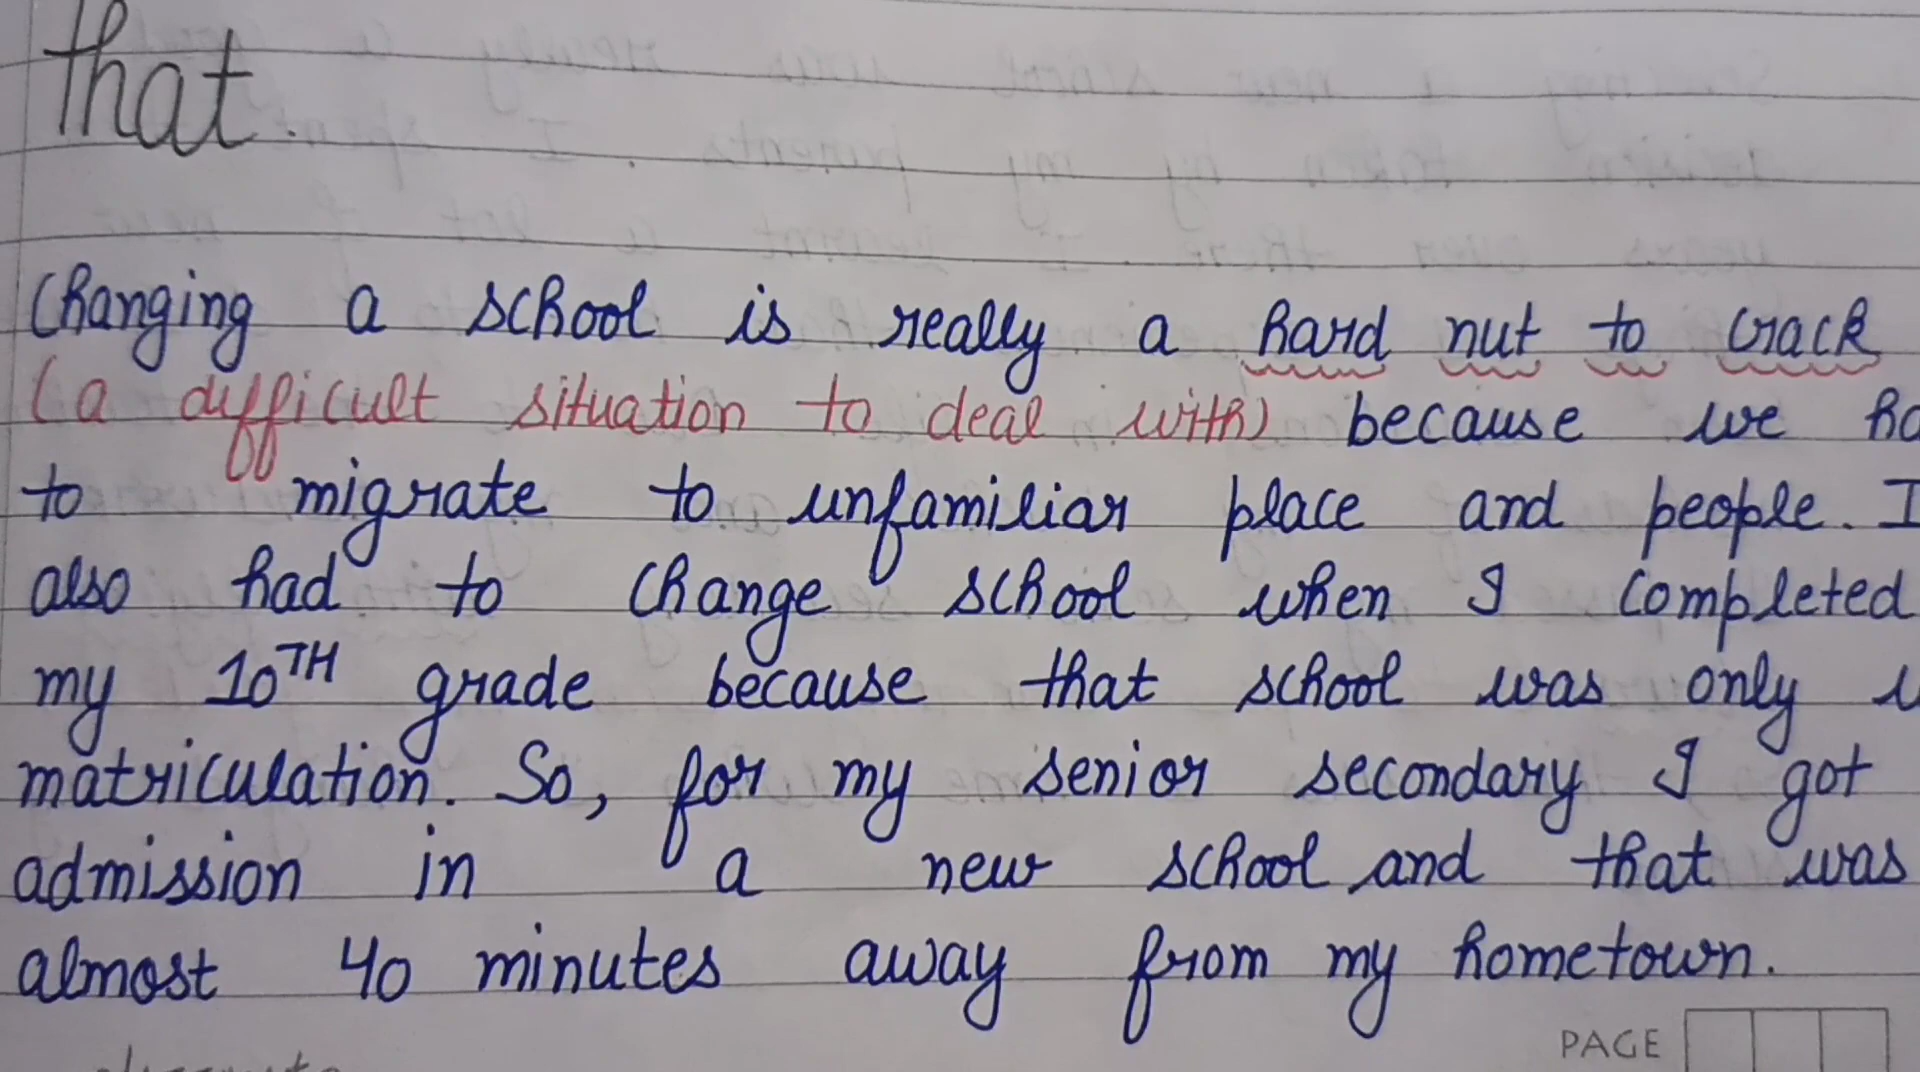 that.
Changing a school is really a hard nut to crack
(a difficult situation to deal with) because we
to migrate to unfamiliar place and people. I
also had to change school when I completed
my 10TH grade because that school was only
matriculation. So, for my senior secondary I got
admission in a new school and that was
almost 40 minutes away from my hometown.
PAGE